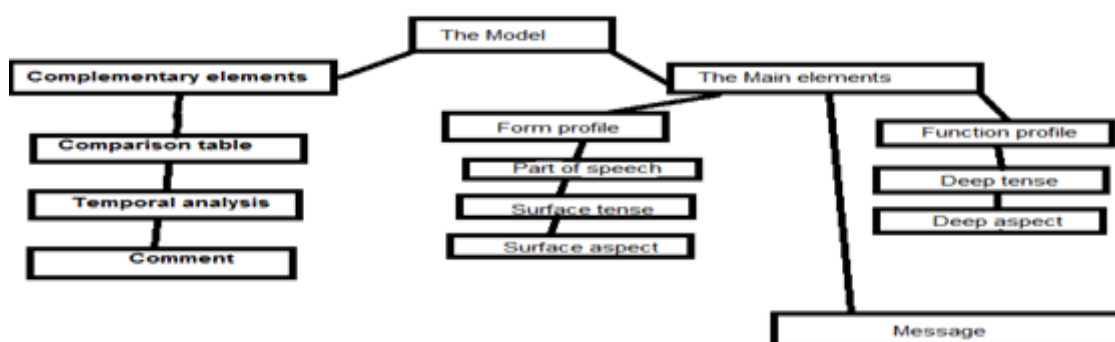 The Model
Complementary elements
The Main elements
Form profile
Function profile
Comparison table
Part of speech
Deep tense
Temporal analysis
Surface tense
Deep aspect
Surface aspect
Comment
Message